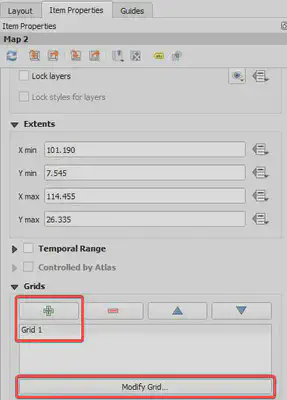 Layout Item Properties Guides
Item Properties
Map 2
Lock layers
Lock styles for layers
Extents
X min 101.190
Y min 7.545
X max 114.455
Y max 26.335
Temporal Range
Controlled by Atlas
Grids
Grid 1
Modify Grid...